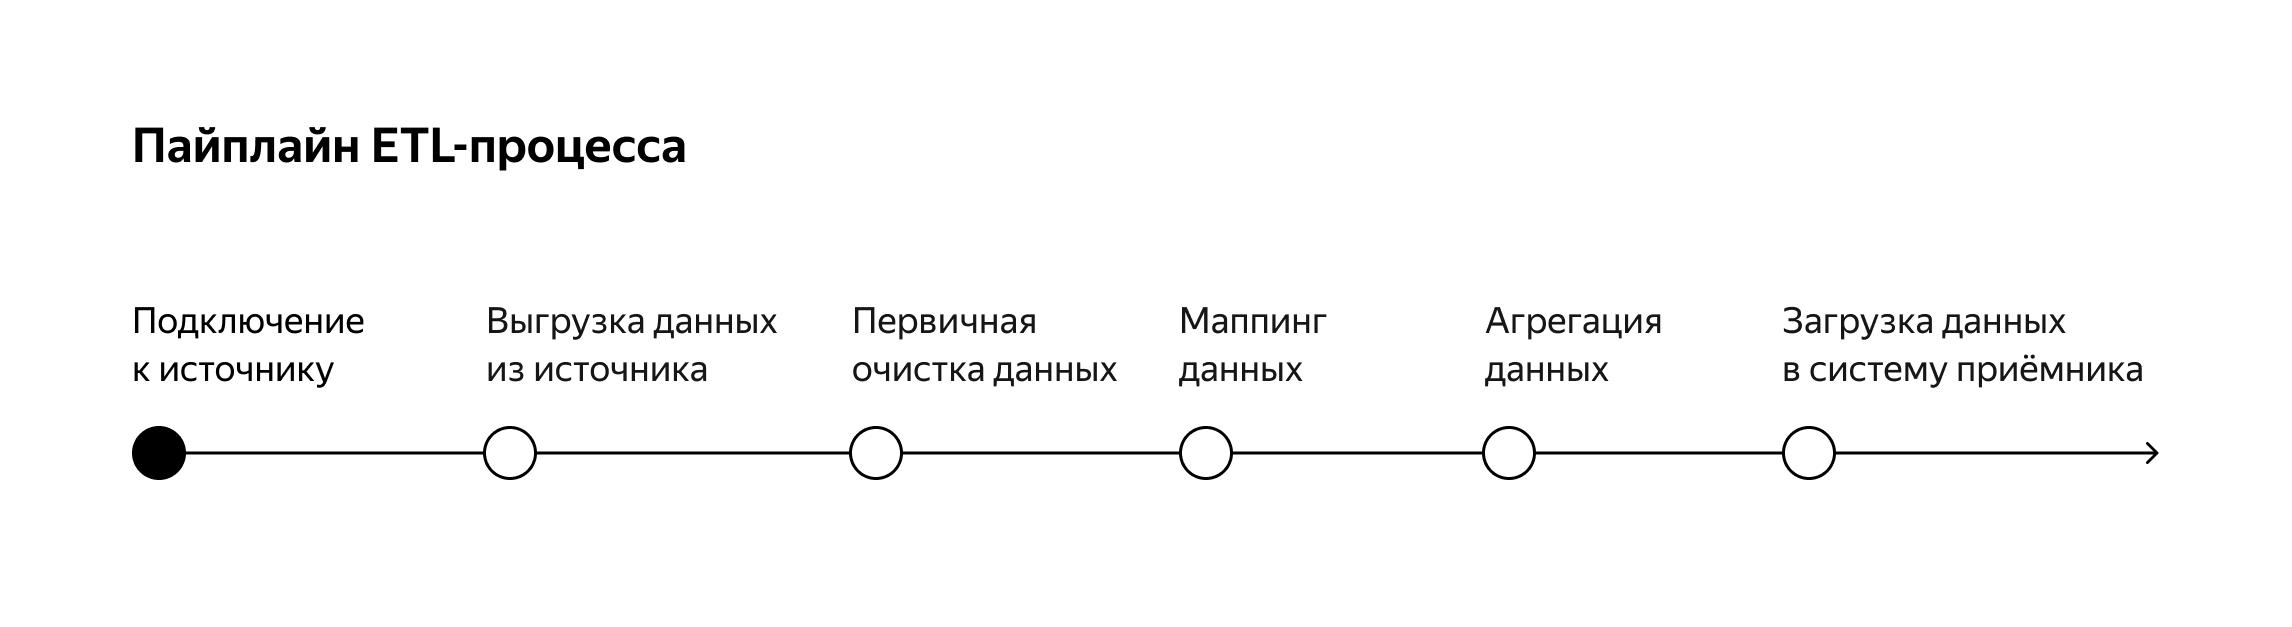 Пайплайн ETL-процесса
Подключение
к источнику
Выгрузка данных
из источника
Первичная
очистка данных
Маппинг
данных
Агрегация
данных
Загрузка данных
в систему приёмника